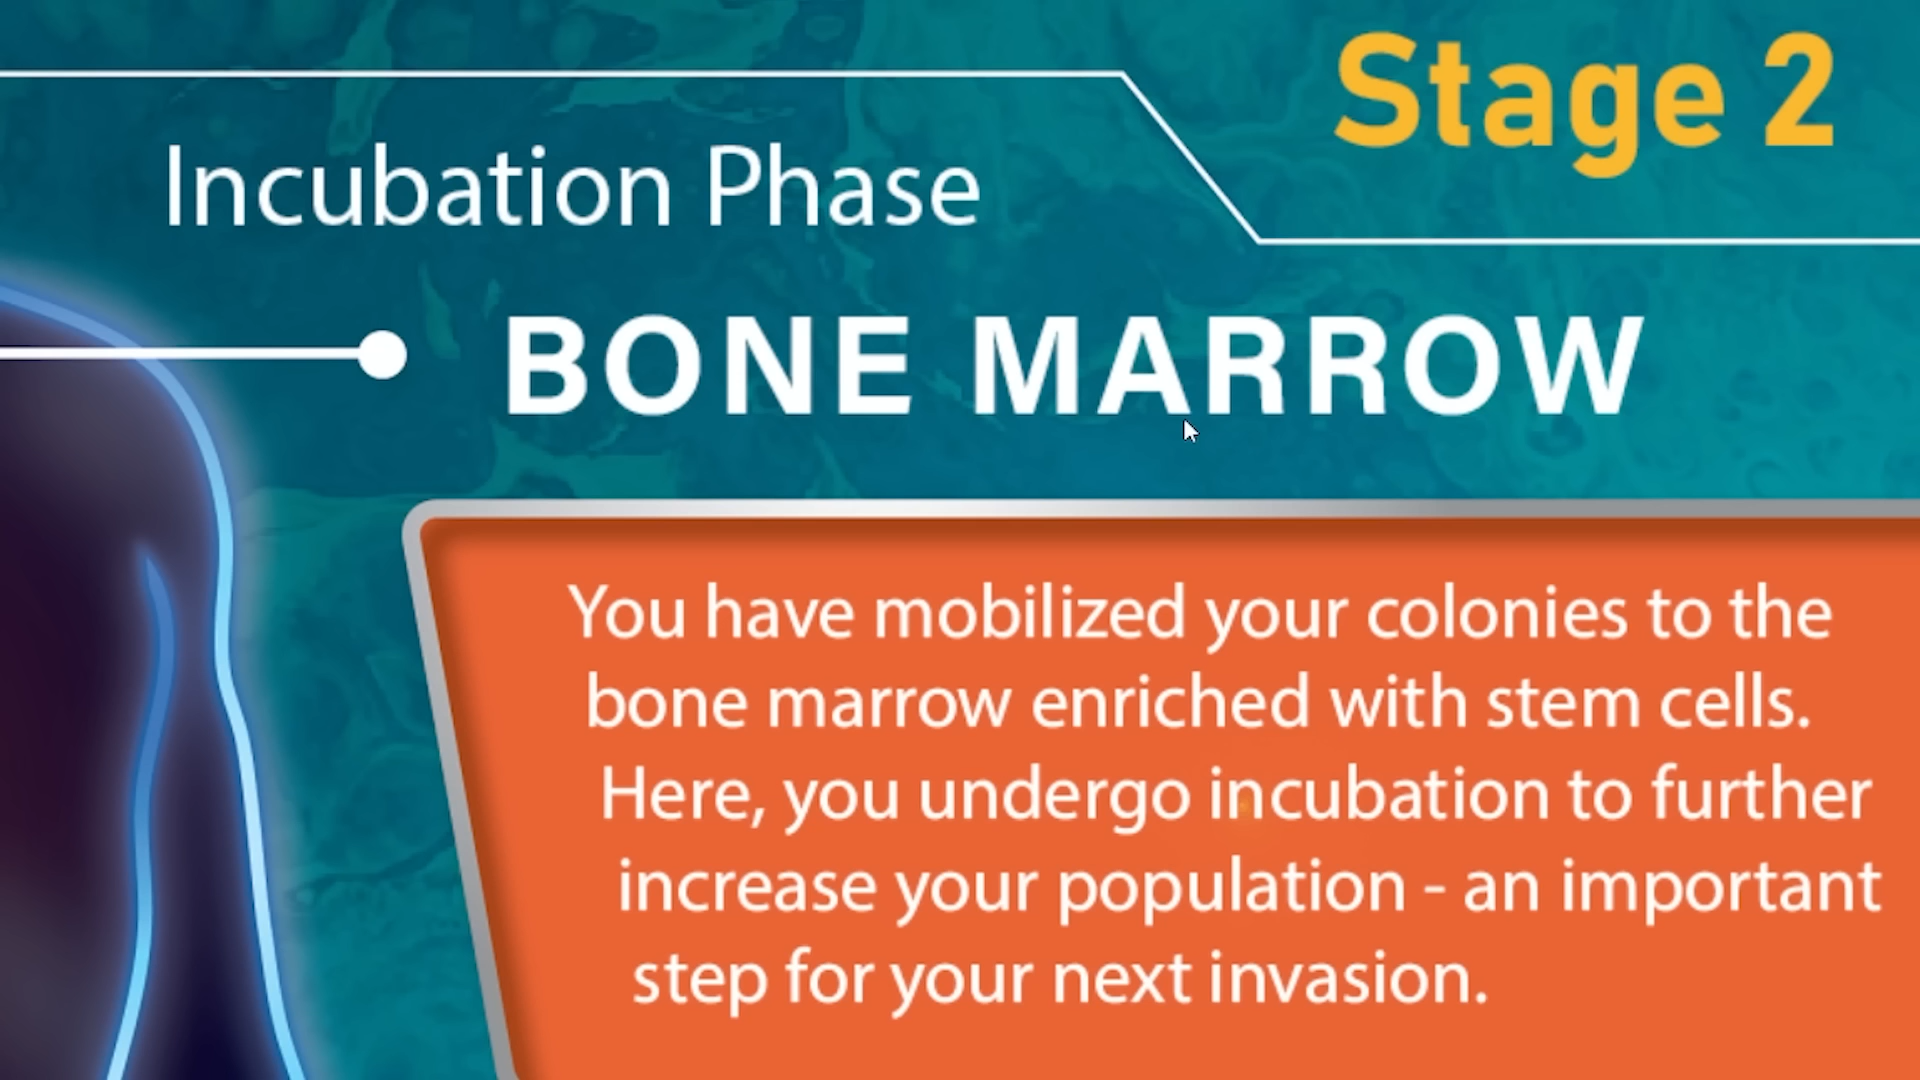 Stage 2
Incubation Phase
BONE MARROW
You have mobilized your colonies to the
bone marrow enriched with stem cells.
Here, you undergo incubation to further
increase your population - an important
step for your next invasion.